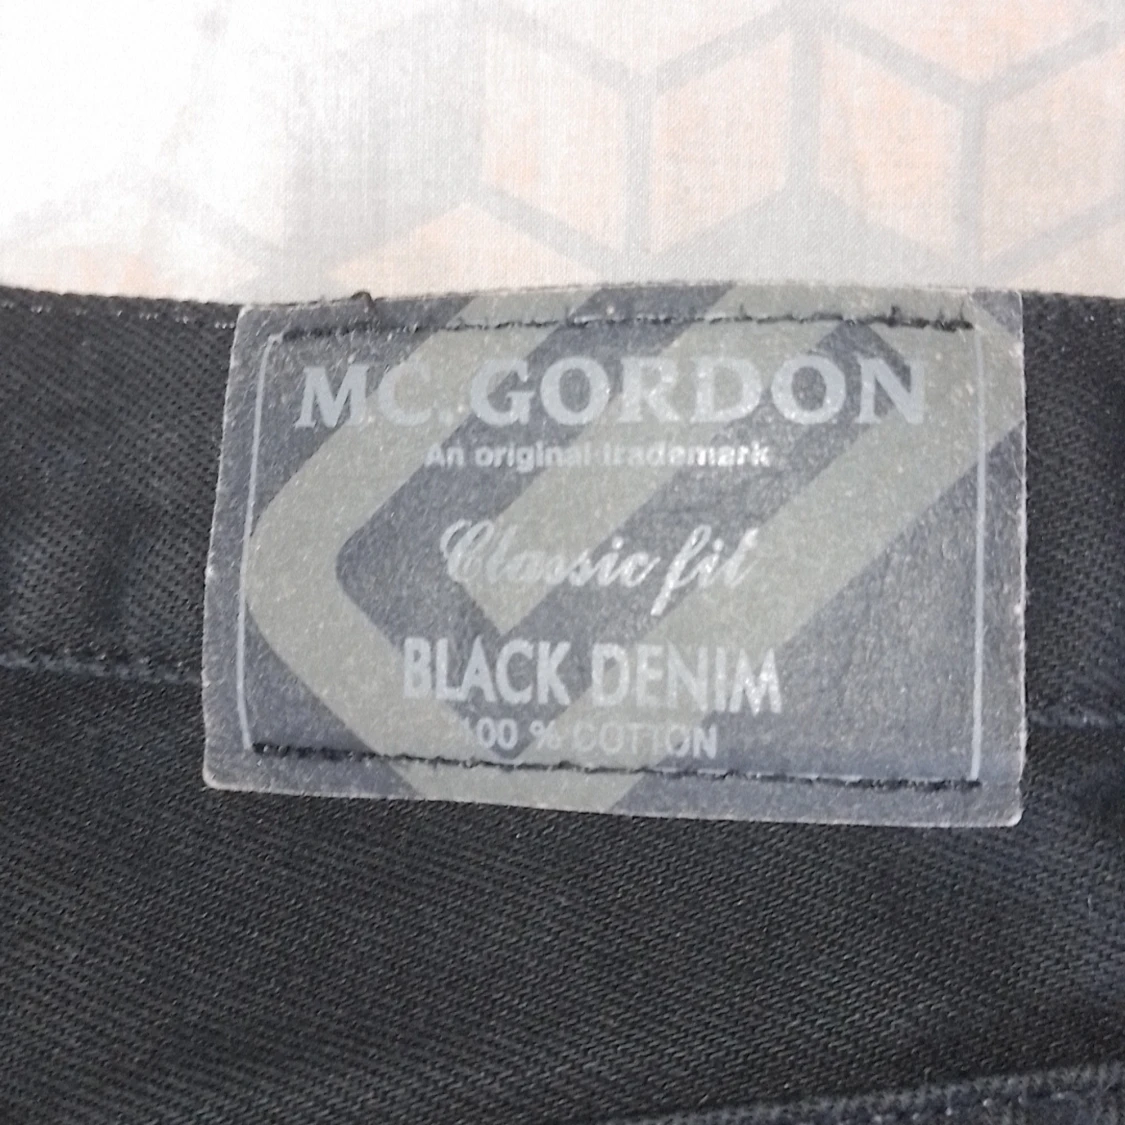 MC GORDON
An original trademark
Classic fit
BLACK DENIM
100 % COTTON